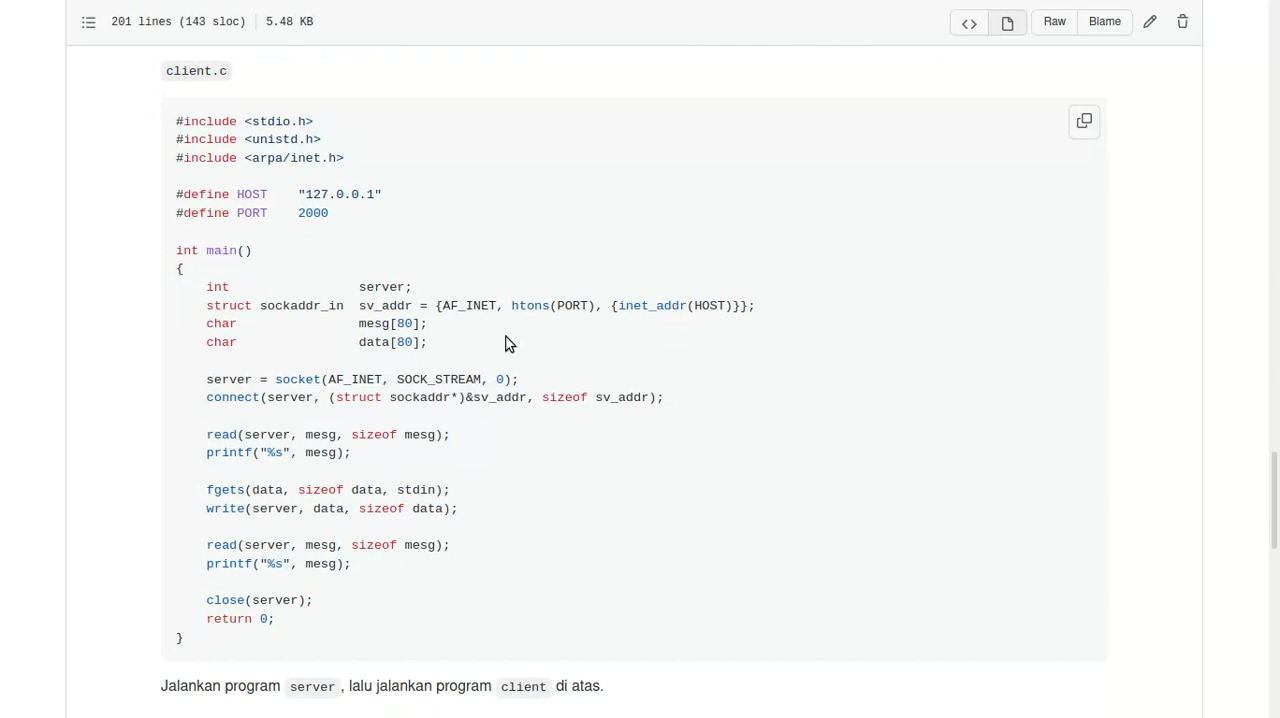 201 lines (143 sloc) 5.48 KB Raw Blame
client.c
#include <stdio.h>
#include <unistd.h>
#include <arpa/inet.h>
#define HOST "127.0.0.1"
#define PORT 2000
int main()
{
int server;
struct sockaddr_in sv_addr = {AF_INET, htons(PORT), {inet_addr(HOST)}};
char mesg[80];
char data[80];
server = socket(AF_INET, SOCK_STREAM, 0);
connect(server, (struct sockaddr*)&sv_addr, sizeof sv_addr);
read(server, mesg, sizeof mesg);
printf("%s", mesg);
fgets(data, sizeof data, stdin);
write(server, data, sizeof data);
read(server, mesg, sizeof mesg);
printf("%s", mesg);
close(server);
return 0;
}
Jalankan program server, lalu jalankan program client di atas.